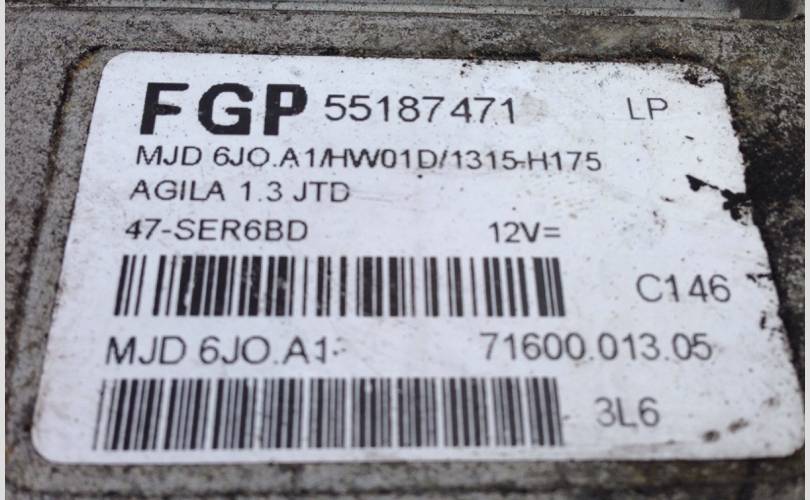 FGP 55187471 LP
MJD 6JO.A1/HW01D/1315-H175
AGILA 1.3 JTD
47-SER6BD 12V=
C146
MJD 6JO.A1- 71600.013.05
3L6